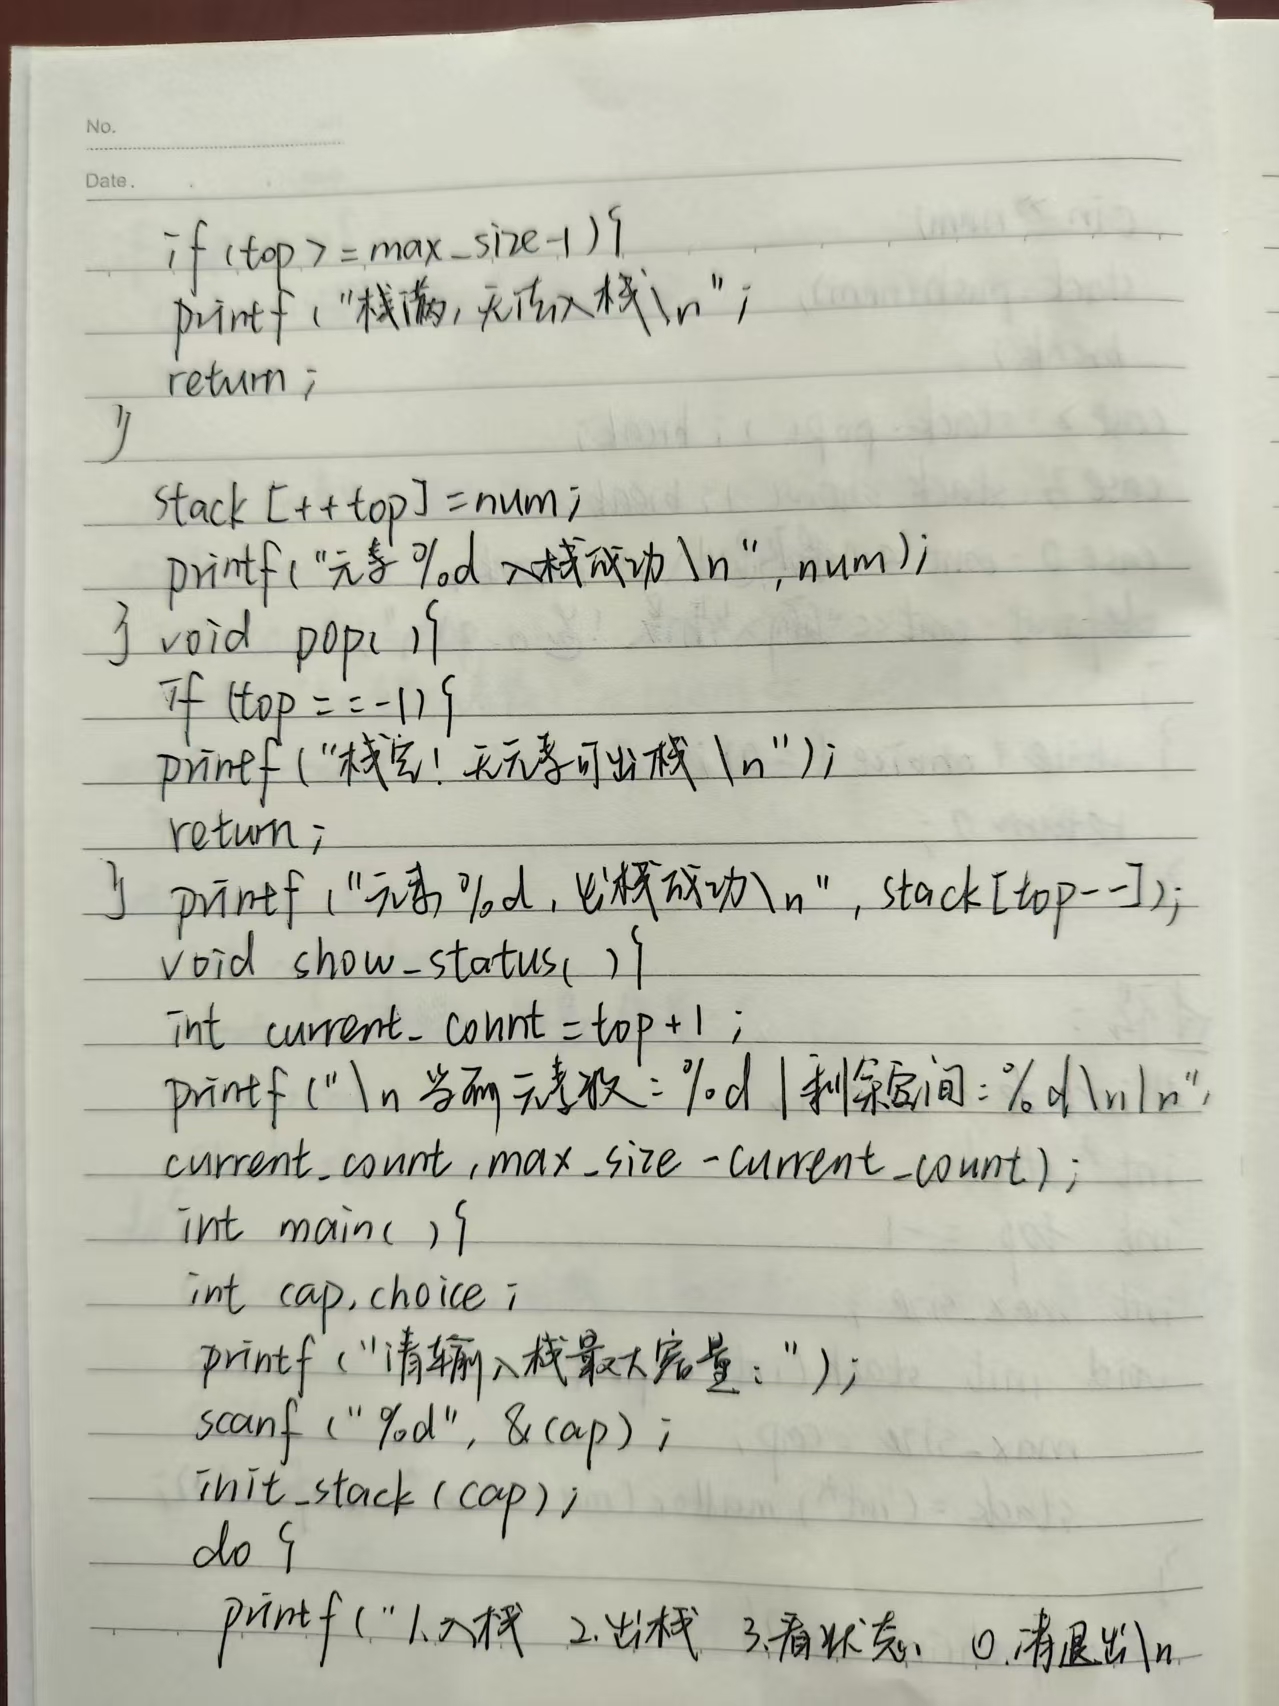 No.
Date.
if(top>=max_size-1){
printf("栈满,无法入栈\n";
return;
}
stack[++top]=num;
printf("元素%d入栈成功\n",num);
} void pop(){
if(top==-1){
printf("栈空!无元素可出栈\n");
return;
} printf("元素%d,出栈成功\n",stack[top--]);
void show_status(){
int current_count=top+1;
printf("\n当前元素数:%d|剩余空间:%d\n\n",
current_count,max_size-current_count);
int main(){
int cap,choice;
printf("请输入栈最大容量:");
scanf("%d",&cap);
init_stack(cap);
do{
printf("1.入栈 2.出栈 3.看状态、 0.请退出\n